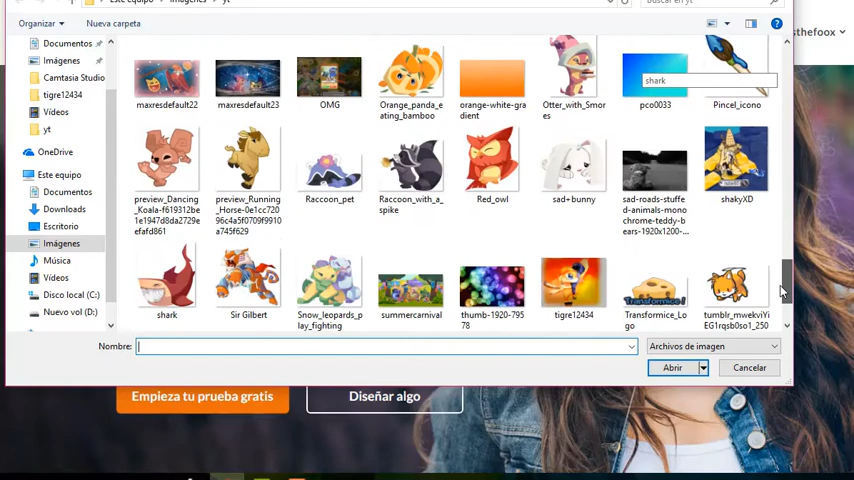 Este equipo > Imágenes > yt
Buscar en yt
Organizar
Nueva carpeta
sthefoox
Documentos
Imágenes
Camtasia Studio
tigre12434
Vídeos
yt
OneDrive
Este equipo
Documentos
Downloads
Escritorio
Imágenes
Música
Vídeos
Disco local (C:)
Nuevo vol (D:)
shark
maxresdefault22
maxresdefault23
OMG
Orange_panda_e
ating_bamboo
orange-white-gra
dient
Otter_with_Smor
es
pco0033
Pincel_icono
preview_Dancing
_Koala-f619312be
1e1947d8da2729e
efafd861
preview_Running
_Horse-0e1cc720
96c4a5f0709f9910
a745f629
Raccoon_pet
Raccoon_with_a_
spike
Red_owl
sad+bunny
sad-roads-stuffe
d-animals-mono
chrome-teddy-b
ears-1920x1200-...
shakyXD
shark
Sir Gilbert
Snow_leopards_p
lay_fighting
summercarnival
thumb-1920-795
78
tigre12434
Transformice_Lo
go
tumblr_mwekviYi
EG1rqsb0so1_250
Transformice
Nombre:
Archivos de imagen
Abrir
Cancelar
Empieza tu prueba gratis
Diseñar algo